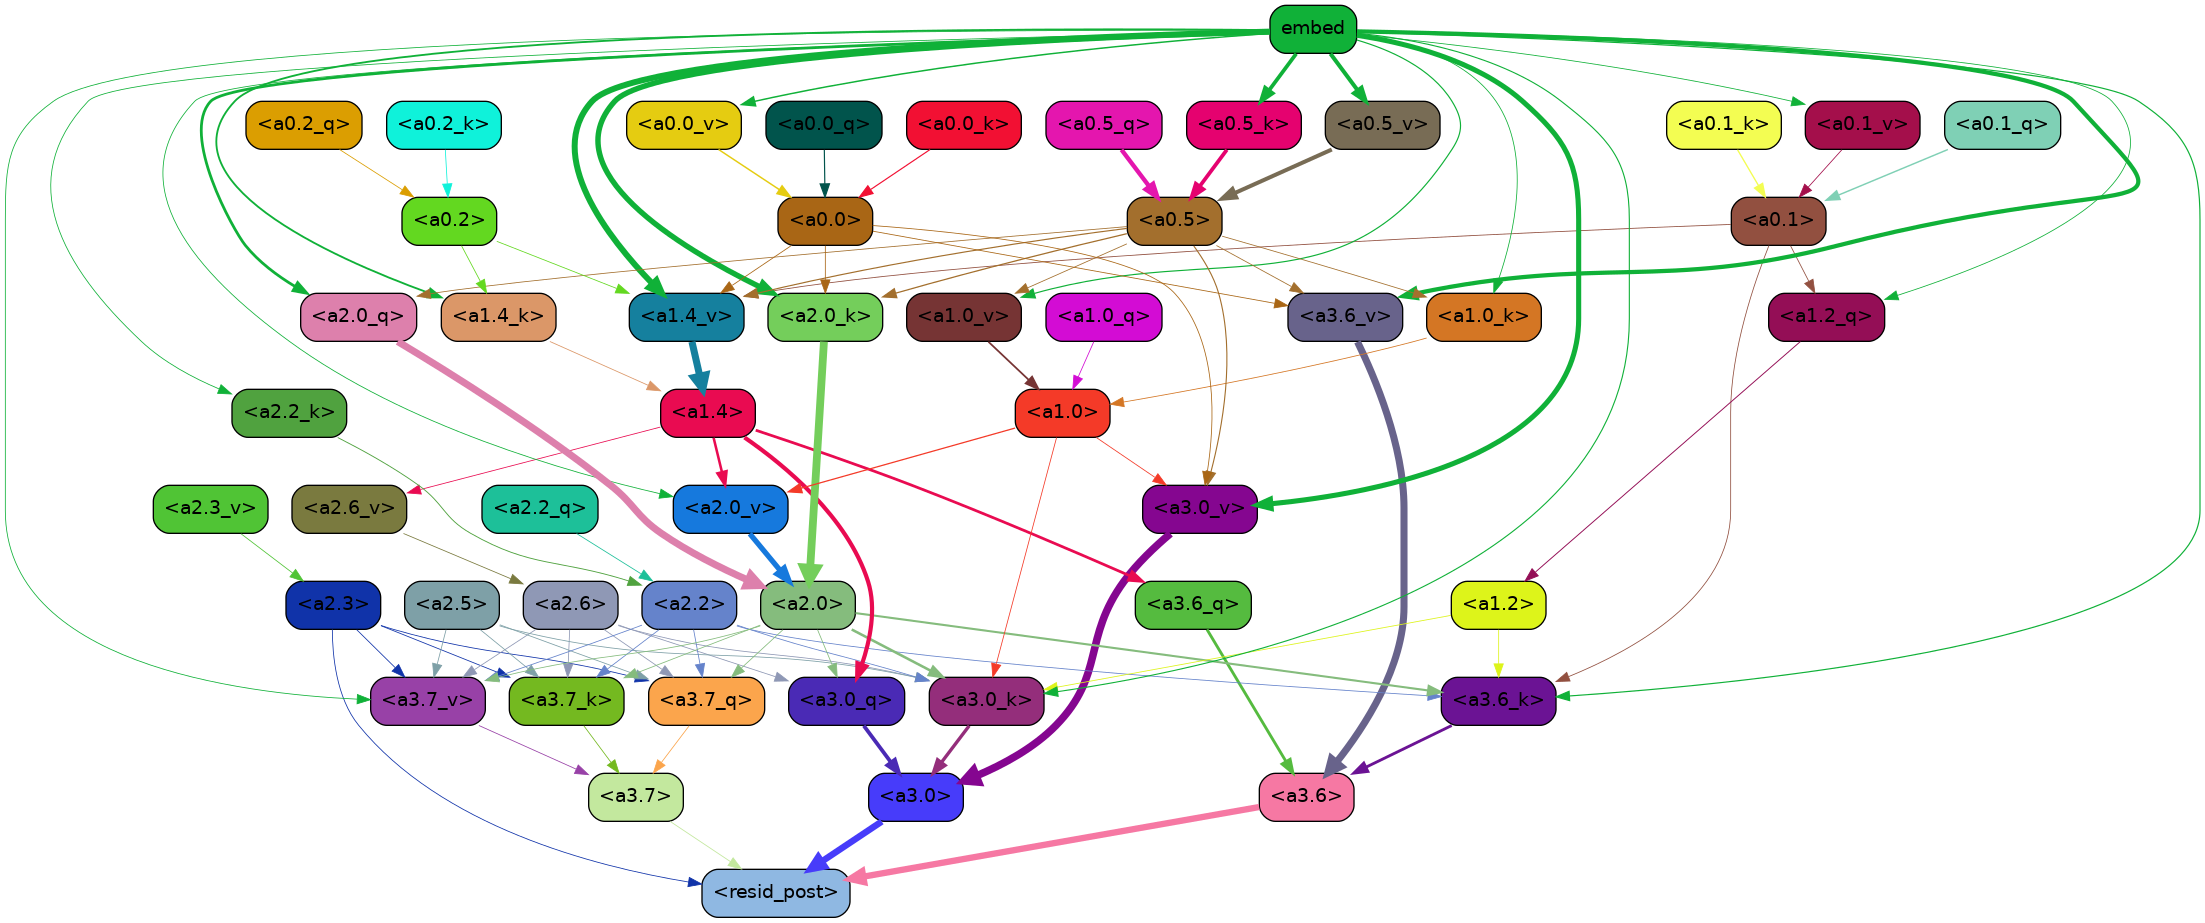 embed
<a0.2_q>
<a0.2_k>
<a0.0_v>
<a0.0_q>
<a0.0_k>
<a0.5_q>
<a0.5_k>
<a0.5_v>
<a0.1_k>
<a0.1_v>
<a0.1_q>
<a0.2>
<a0.0>
<a0.5>
<a0.1>
<a2.0_q>
<a1.4_k>
<a1.4_v>
<a2.0_k>
<a1.0_v>
<a1.0_q>
<a3.6_v>
<a1.0_k>
<a1.2_q>
<a2.2_k>
<a1.4>
<a1.0>
<a2.3_v>
<a2.6_v>
<a2.2_q>
<a2.0_v>
<a3.0_v>
<a2.3>
<a2.5>
<a2.6>
<a2.2>
<a2.0>
<a3.6_q>
<a1.2>
<a3.7_v>
<a3.7_k>
<a3.7_q>
<a3.0_q>
<a3.0_k>
<a3.6_k>
<a3.7>
<a3.0>
<a3.6>
<resid_post>